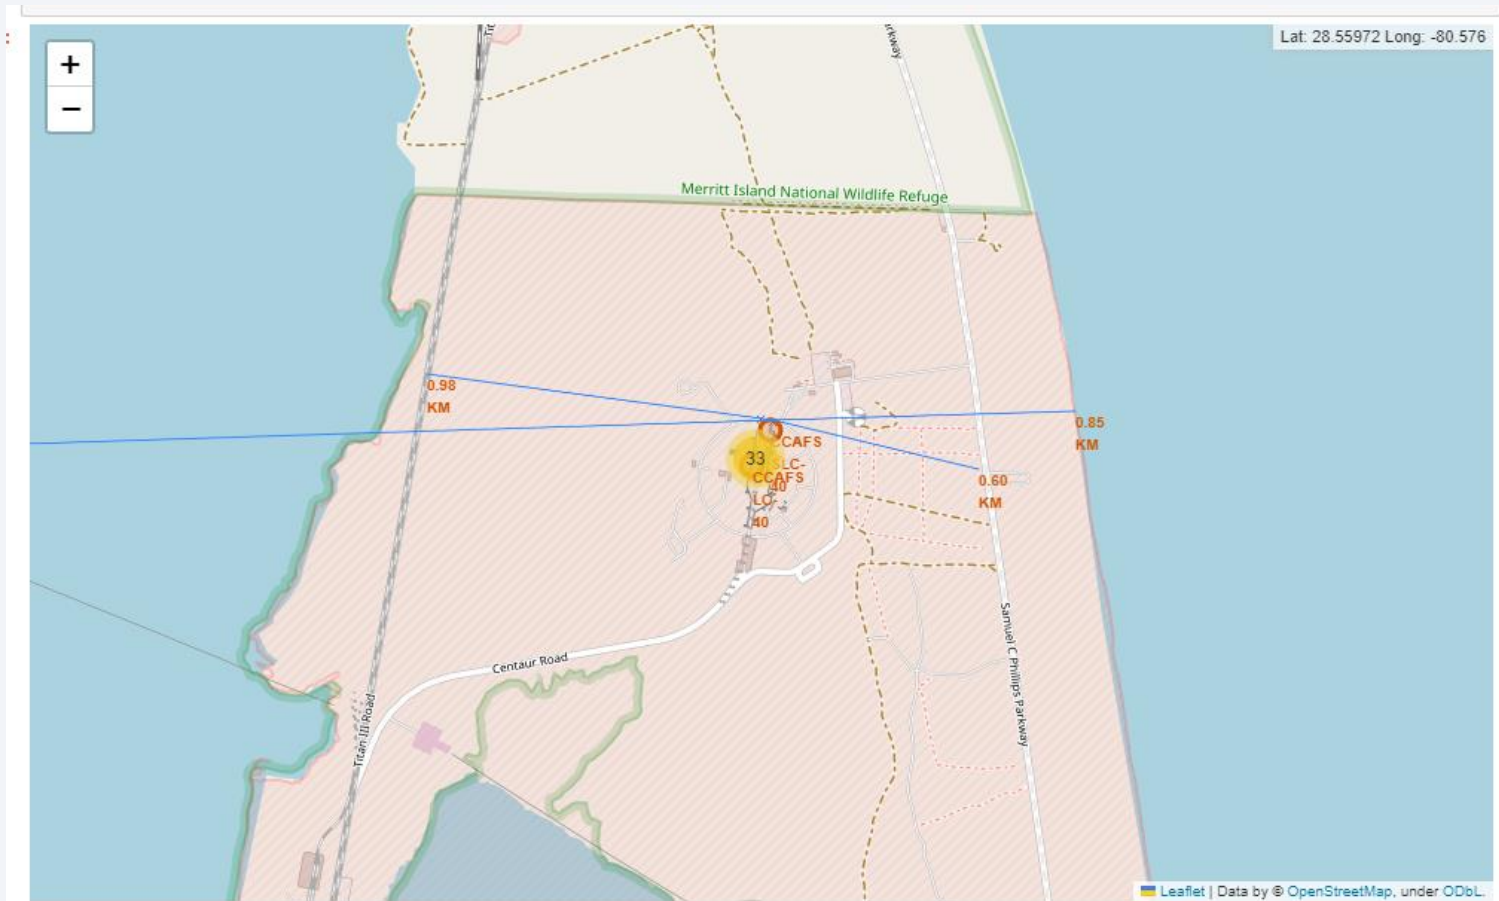 +
−
Lat: 28.55972 Long: -80.576
rkway
Merritt Island National Wildlife Refuge
0.98
KM
0.85
KM
CCAFS
33
SLC-
CCAFS
40
LC-
40
0.60
KM
Samuel C Phillips Parkway
Centaur Road
Titan III Road
Leaflet | Data by © OpenStreetMap, under ODbL.